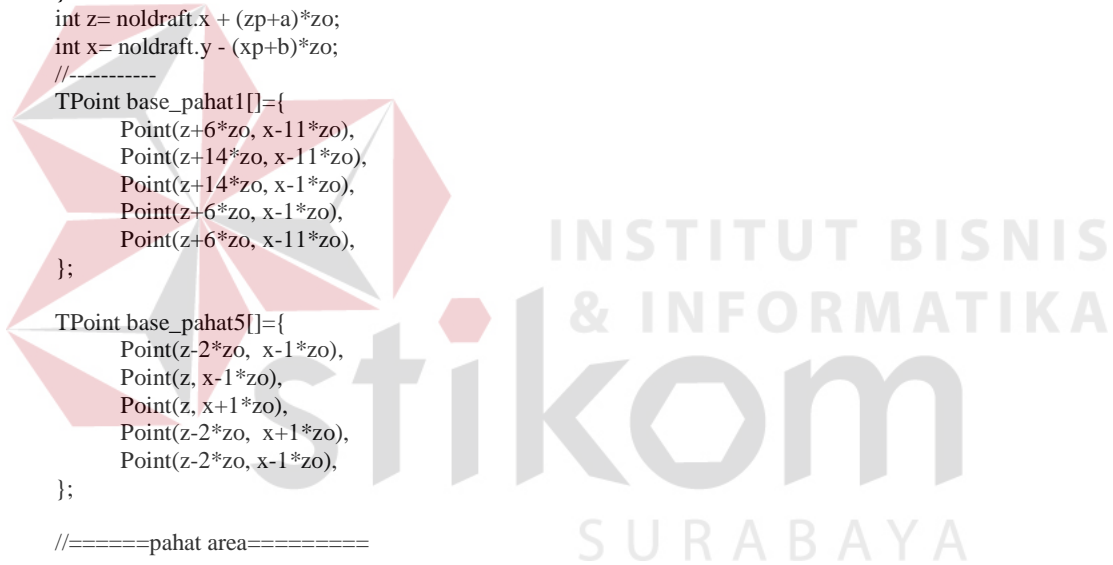 int z= noldraft.x + (zp+a)*zo;
int x= noldraft.y - (xp+b)*zo;
//-----------
TPoint base_pahat1[]={
Point(z+6*zo, x-11*zo),
Point(z+14*zo, x-11*zo),
Point(z+14*zo, x-1*zo),
Point(z+6*zo, x-1*zo),
Point(z+6*zo, x-11*zo),
};
TPoint base_pahat5[]={
Point(z-2*zo, x-1*zo),
Point(z, x-1*zo),
Point(z, x+1*zo),
Point(z-2*zo, x+1*zo),
Point(z-2*zo, x-1*zo),
};
//======pahat area=========
INSTITUT BISNIS
& INFORMATIKA
stikom
SURABAYA